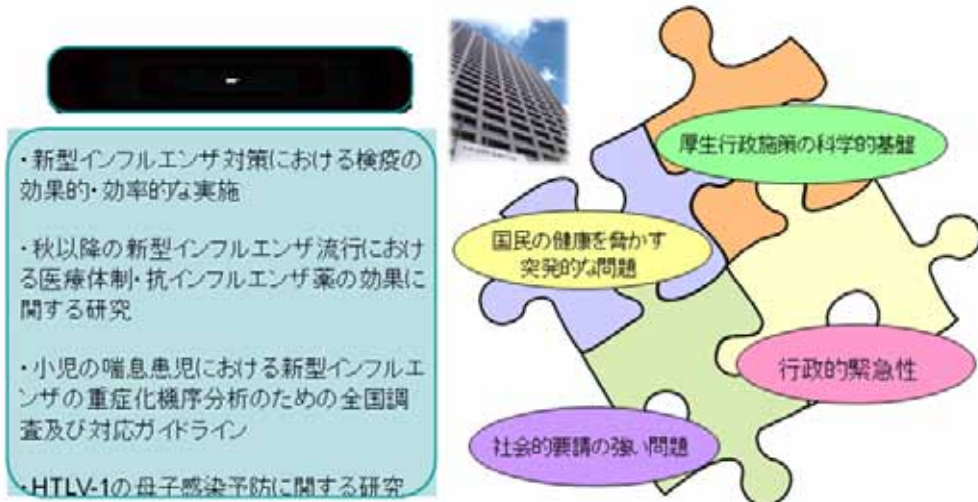 ・新型インフルエンザ対策における検疫の
効果的・効率的な実施
・秋以降の新型インフルエンザ流行におけ
る医療体制・抗インフルエンザ薬の効果に
関する研究
・小児の喘息患児における新型インフルエ
ンザの重症化機序分析のための全国調
査及び対応ガイドライン
・HTLV-1の母子感染予防に関する研究
厚生行政施策の科学的基盤
国民の健康を脅かす
突発的な問題
行政的緊急性
社会的要請の強い問題